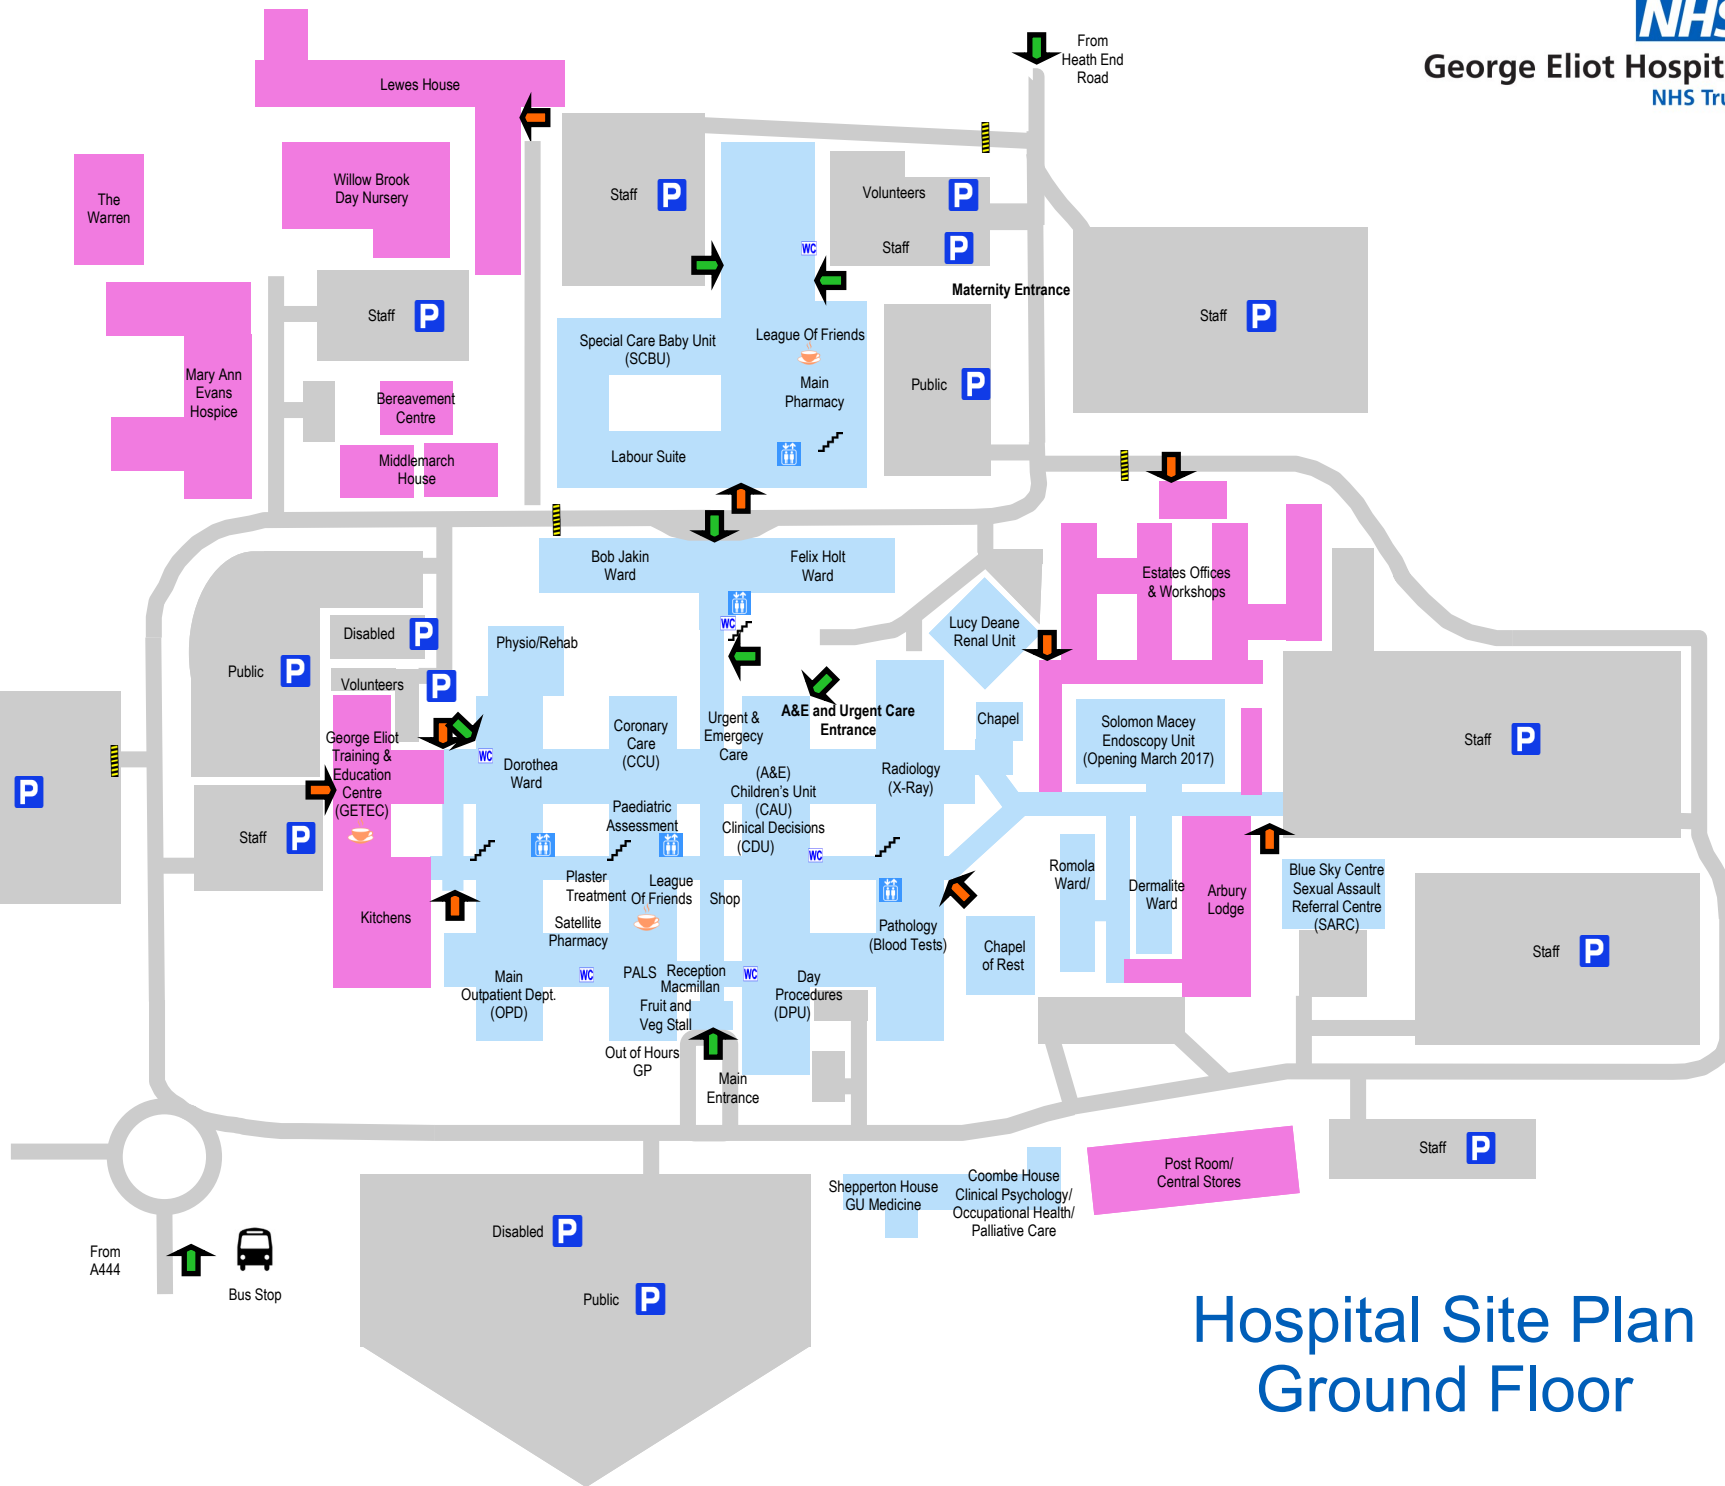 NHS
George Eliot Hospit
NHS Tru
From
Heath End
Road
Lewes House
Willow Brook
Day Nursery
The
Warren
Staff
P
Volunteers
P
Staff
P
WC
Maternity Entrance
Staff
P
Staff
P
Special Care Baby Unit
(SCBU)
League Of Friends
Main
Pharmacy
Public
P
Mary Ann
Evans
Hospice
Bereavement
Centre
Middlemarch
House
Labour Suite
Bob Jakin
Ward
Felix Holt
Ward
Estates Offices
& Workshops
WC
Lucy Deane
Renal Unit
Disabled
P
Physio/Rehab
Public
P
Volunteers
P
A&E and Urgent Care
Entrance
Chapel
Solomon Macey
Endoscopy Unit
(Opening March 2017)
Staff
P
Coronary
Care
(CCU)
Urgent &
Emergecy
Care
George Eliot
Training &
Education
Centre
(GETEC)
WC
Dorothea
Ward
(A&E)
Children's Unit
(CAU)
Clinical Decisions
(CDU)
Radiology
(X-Ray)
P
Staff
P
Paediatric
Assessment
WC
Plaster
Treatment
League
Of Friends
Shop
Romola
Ward/
Dermalite
Ward
Arbury
Lodge
Blue Sky Centre
Sexual Assault
Referral Centre
(SARC)
Kitchens
Satellite
Pharmacy
Pathology
(Blood Tests)
Chapel
of Rest
Staff
P
Main
Outpatient Dept.
(OPD)
WC
PALS
Reception
Macmillan
Fruit and
Veg Stall
WC
Day
Procedures
(DPU)
Out of Hours
GP
Main
Entrance
Staff
P
Post Room/
Central Stores
Shepperton House
GU Medicine
Coombe House
Clinical Psychology/
Occupational Health/
Palliative Care
Disabled
P
From
A444
Bus Stop
Public
P
Hospital Site Plan
Ground Floor